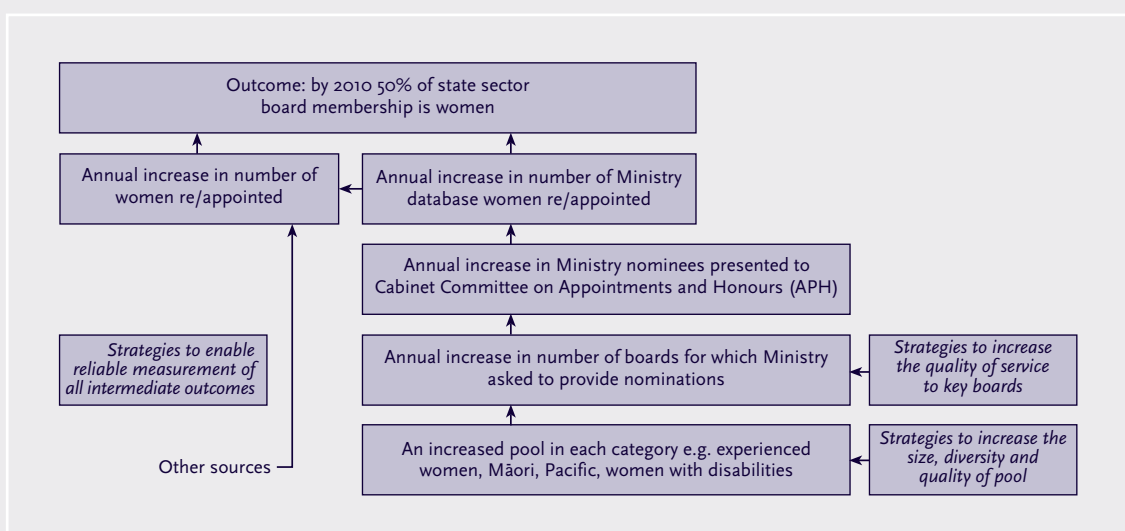 Outcome: by 2010 50% of state sector
board membership is women
Annual increase in number of
women re/appointed
Annual increase in number of Ministry
database women re/appointed
Annual increase in Ministry nominees presented to
Cabinet Committee on Appointments and Honours (APH)
Strategies to enable
reliable measurement of
all intermediate outcomes
Annual increase in number of boards for which Ministry
asked to provide nominations
Strategies to increase
the quality of service
to key boards
An increased pool in each category e.g. experienced
women, Māori, Pacific, women with disabilities
Strategies to increase the
size, diversity and
quality of pool
Other sources